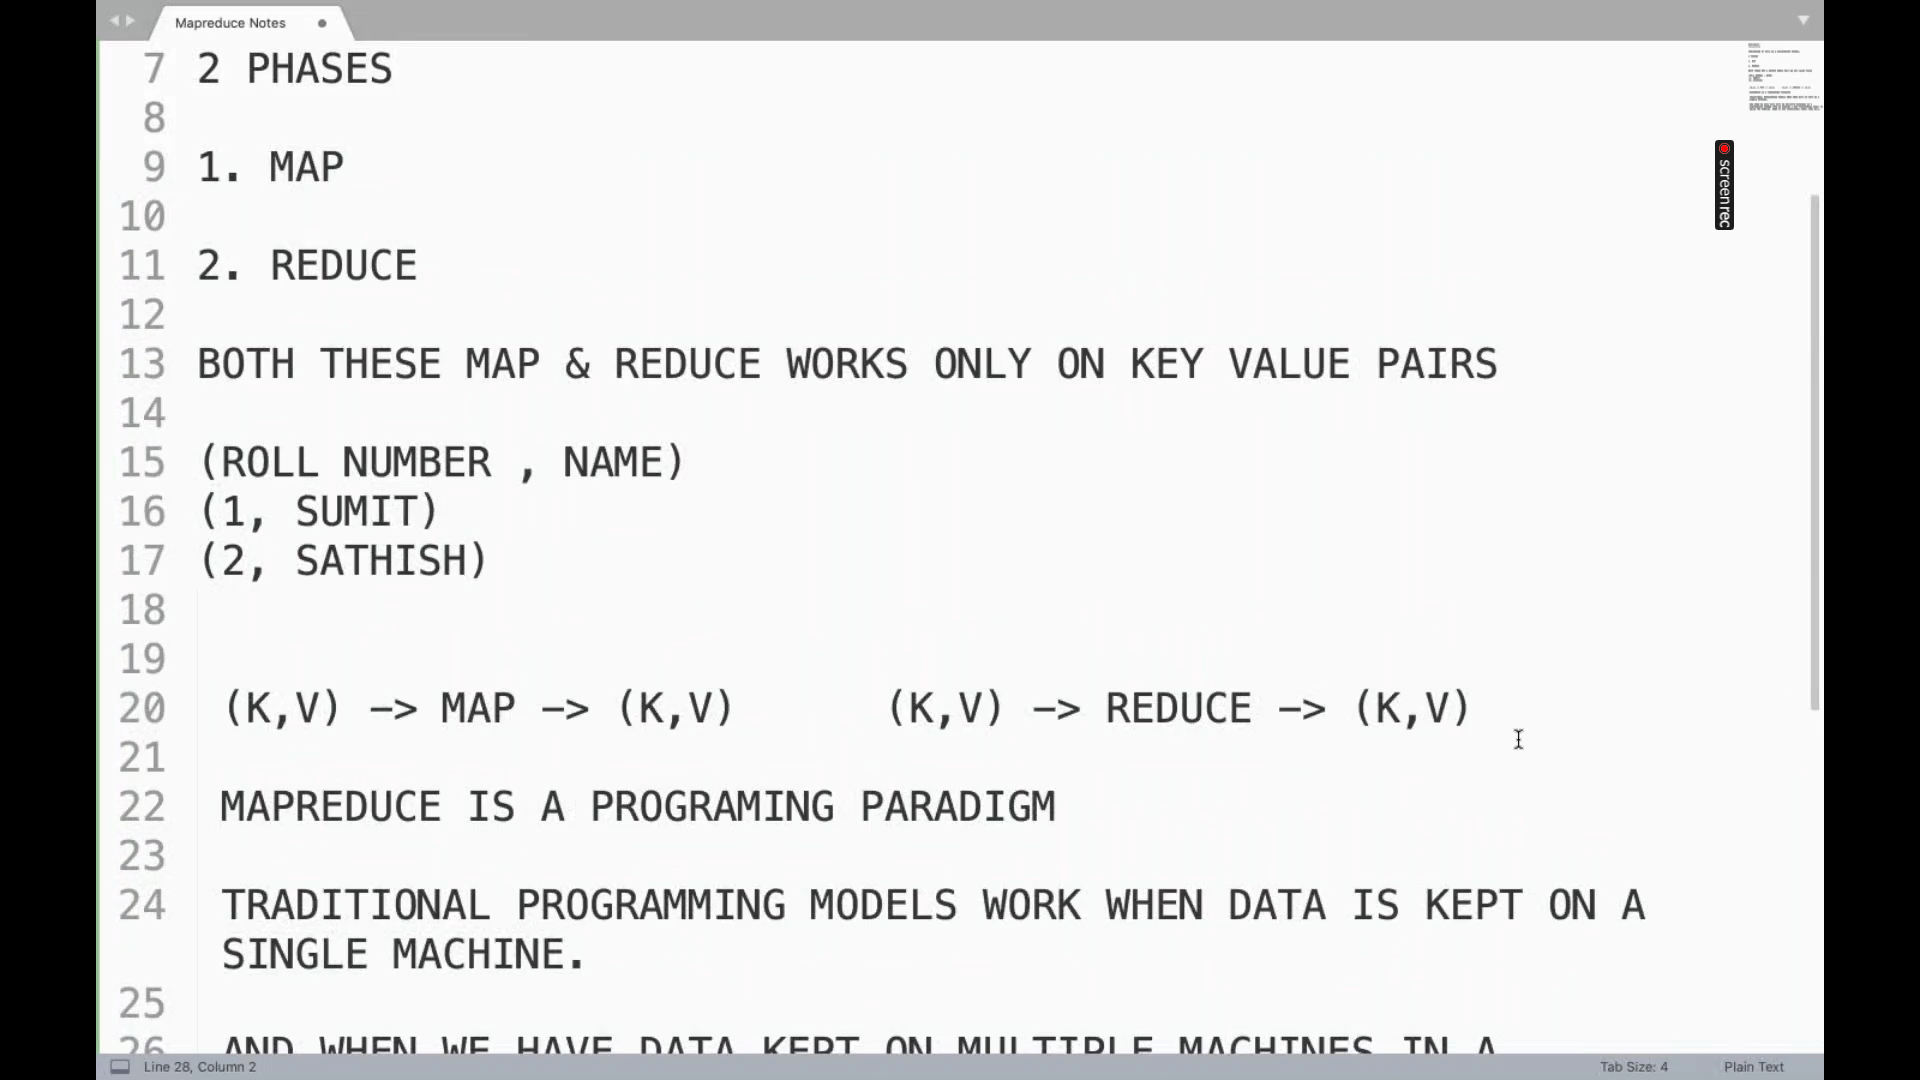 Mapreduce Notes
7 2 PHASES
8
9 1. MAP
10
11 2. REDUCE
12
13 BOTH THESE MAP & REDUCE WORKS ONLY ON KEY VALUE PAIRS
14
15 (ROLL NUMBER , NAME)
16 (1, SUMIT)
17 (2, SATHISH)
18
19
20 (K,V) —> MAP —> (K,V) (K,V) —> REDUCE —> (K,V)
21
22 MAPREDUCE IS A PROGRAMING PARADIGM
23
24 TRADITIONAL PROGRAMMING MODELS WORK WHEN DATA IS KEPT ON A
SINGLE MACHINE.
25
26 AND WHEN WE HAVE DATA KEPT ON MULTIPLE MACHINES IN A
screenrec
Line 28, Column 2 Tab Size: 4 Plain Text